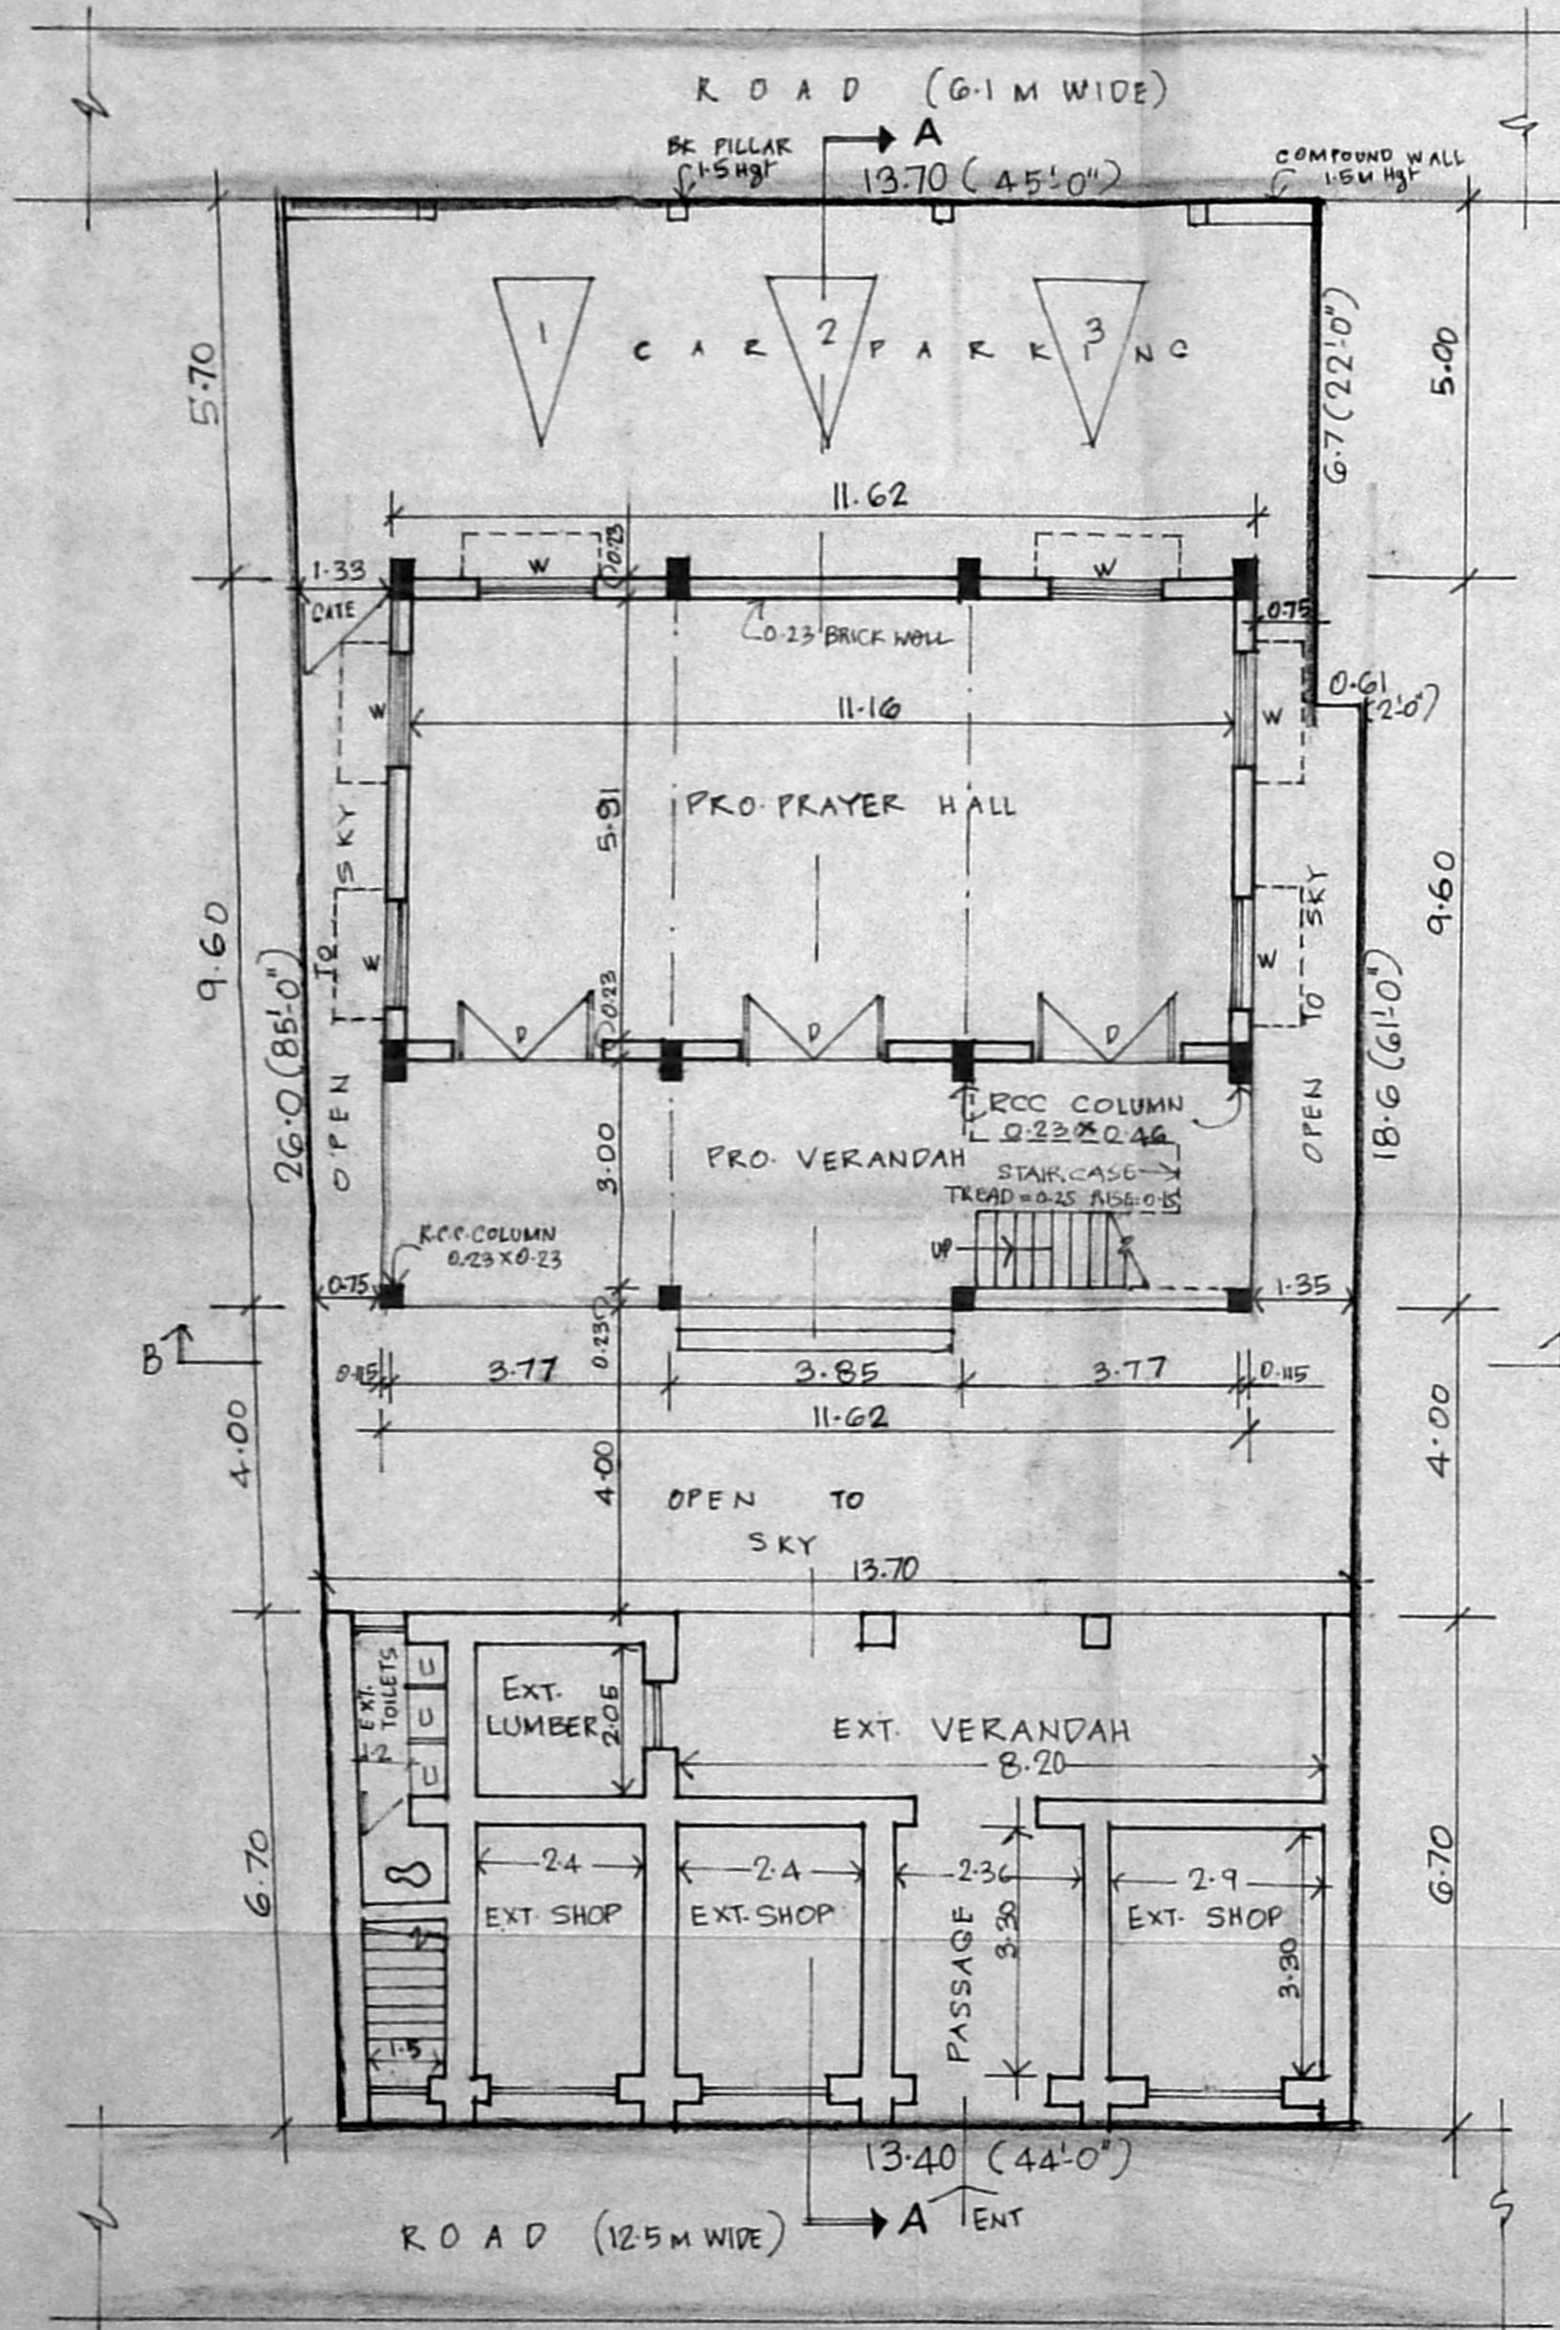 ROAD (6.1 M WIDE)
BK PILLAR
1.5 Hgt
A
13.70 (45'-0")
COMPOUND WALL
1.5 M Hgt
1
2
3
CAR PARKING
5.70
6.7 (22'-0")
5.00
11.62
W
0.23
W
1.33
GATE
0.75
0.23 BRICK WALL
0.61
(2'-0")
W
11.16
W
5.91
PRO. PRAYER HALL
9.60
9.60
W
W
OPEN TO SKY
OPEN TO SKY
26.0 (85'-0")
18.6 (61'-0")
0.23
D
D
D
RCC COLUMN
0.23 X 0.46
3.00
PRO. VERANDAH
STAIRCASE
TREAD = 0.25 RISE = 0.15
R.C.C. COLUMN
0.23 X 0.23
UP
0.75
1.35
B
0.23
0.115
3.77
3.85
3.77
0.115
11.62
4.00
4.00
4.00
OPEN TO
SKY
13.70
EXT.
TOILETS
1.2
EXT.
LUMBER
2.05
EXT. VERANDAH
8.20
6.70
6.70
2.4
2.4
2.36
2.9
EXT. SHOP
EXT. SHOP
PASSAGE
3.30
EXT. SHOP
3.30
1.5
13.40 (44'-0")
ROAD (12.5 M WIDE)
A
ENT